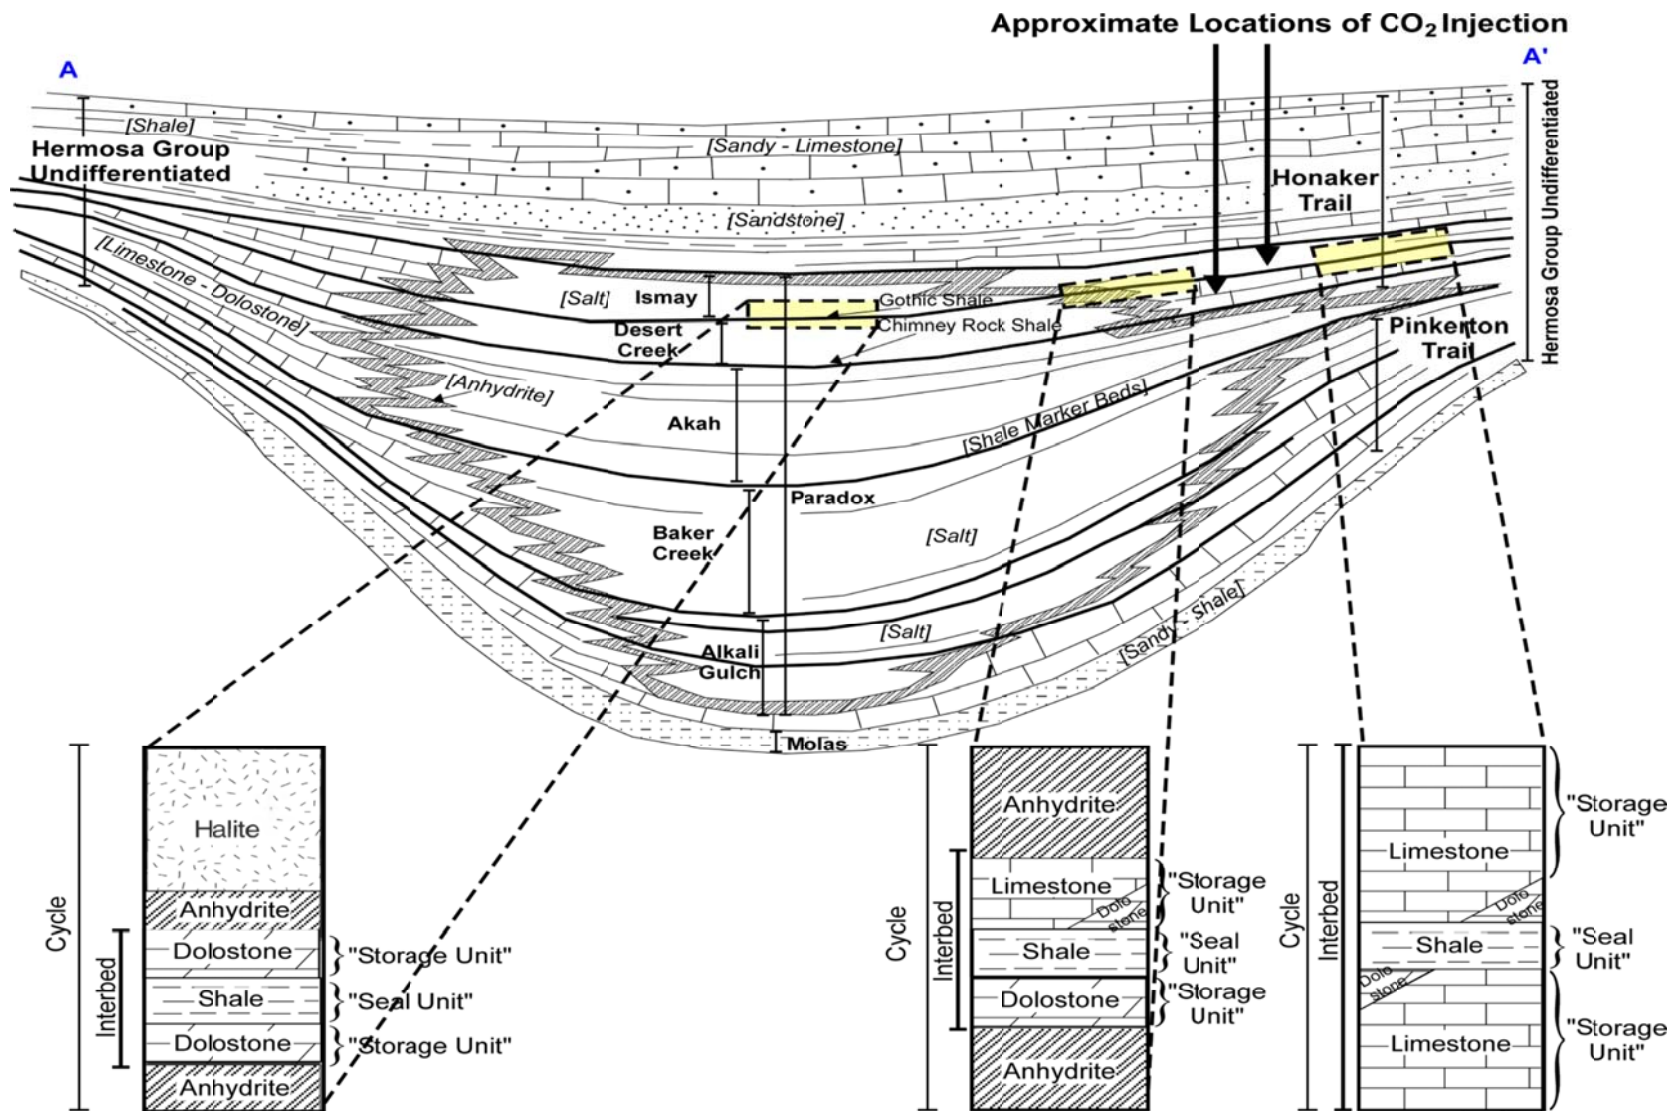 Approximate Locations of CO₂ Injection
A
A'
[Shale]
Hermosa Group
Undifferentiated
[Sandy - Limestone]
[Sandstone]
Honaker
Trail
Hermosa Group Undifferentiated
[Limestone - Dolostone]
[Salt]
Ismay
Gothic Shale
Desert
Creek
Chimney Rock Shale
Pinkerton
Trail
[Anhydrite]
Akah
[Shale Marker Beds]
Paradox
Baker
Creek
[Salt]
Alkali
Gulch
[Salt]
[Sandy - Shale]
Molas
Cycle
Interbed
Halite
Anhydrite
Dolostone
"Storage Unit"
Shale
"Seal Unit"
Dolostone
"Storage Unit"
Anhydrite
Cycle
Interbed
Anhydrite
Limestone
Dolo
stone
"Storage
Unit"
Shale
"Seal
Unit"
Dolostone
"Storage
Unit"
Anhydrite
Cycle
Interbed
Limestone
"Storage
Unit"
Dolo
stone
Shale
"Seal
Unit"
Dolo
stone
Limestone
"Storage
Unit"